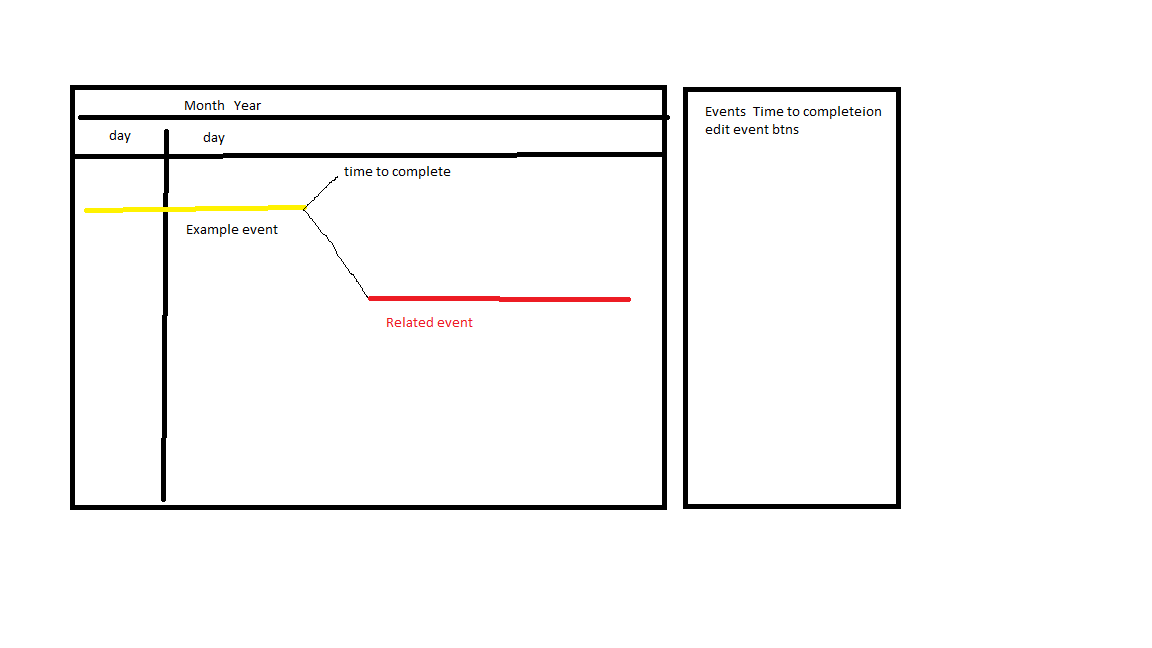 Month  Year
day
day
time to complete
Example event
Related event
Events  Time to completeion
edit event btns